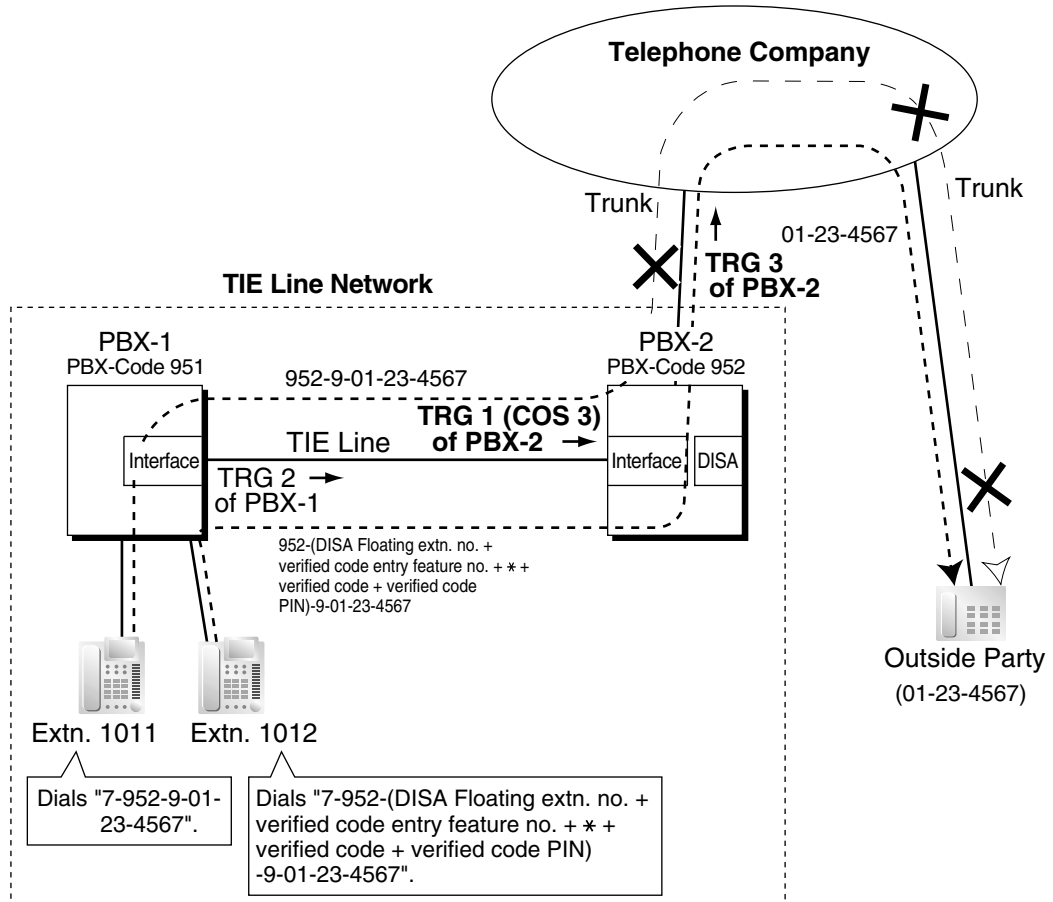 Telephone Company
Trunk
Trunk
01-23-4567
TRG 3
of PBX-2
TIE Line Network
PBX-1
PBX-Code 951
PBX-2
PBX-Code 952
952-9-01-23-4567
TRG 1 (COS 3)
of PBX-2
TIE Line
Interface
Interface
DISA
TRG 2
of PBX-1
952-(DISA Floating extn. no. +
verified code entry feature no. + * +
verified code + verified code
PIN)-9-01-23-4567
Outside Party
(01-23-4567)
Extn. 1011
Extn. 1012
Dials "7-952-9-01-
23-4567".
Dials "7-952-(DISA Floating extn. no. +
verified code entry feature no. + * +
verified code + verified code PIN)
-9-01-23-4567".